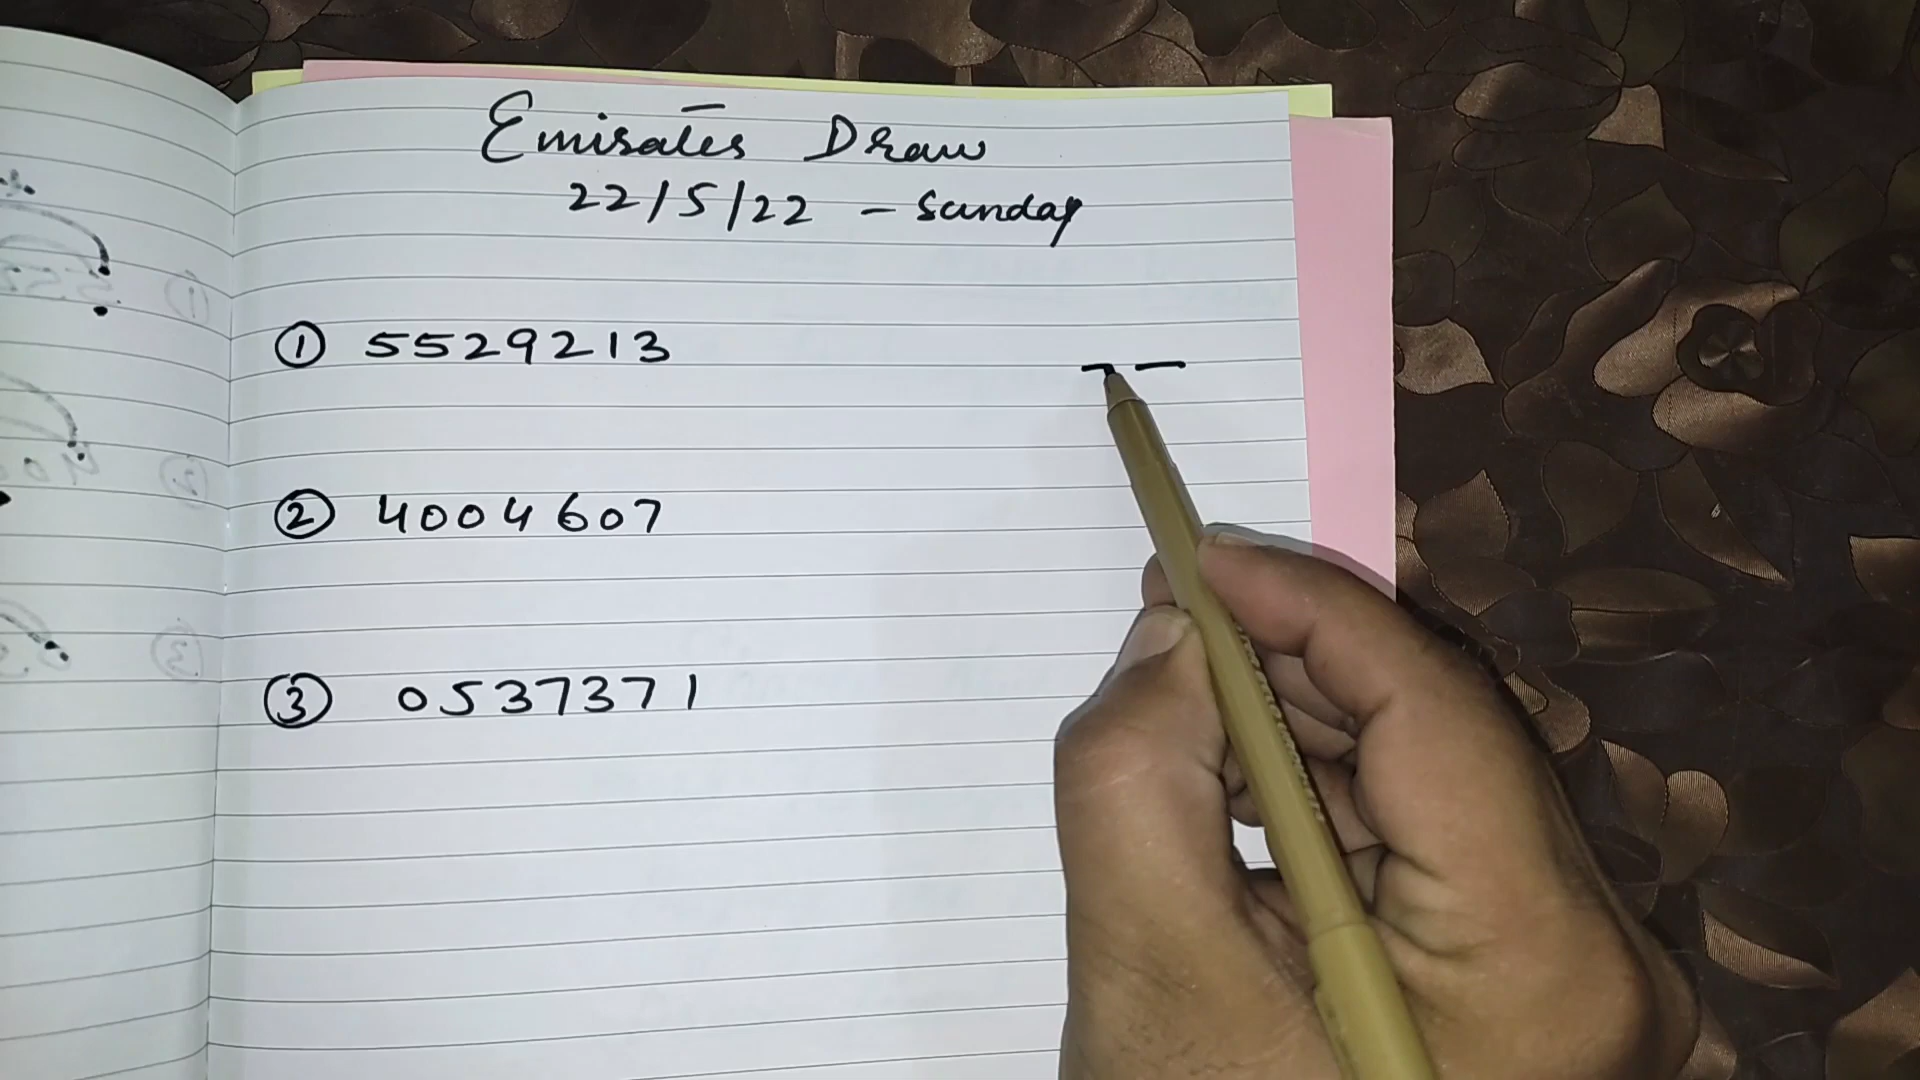 Emirates Draw
22/5/22 - Sunday
① 5529213
② 4004607
③ 0537371